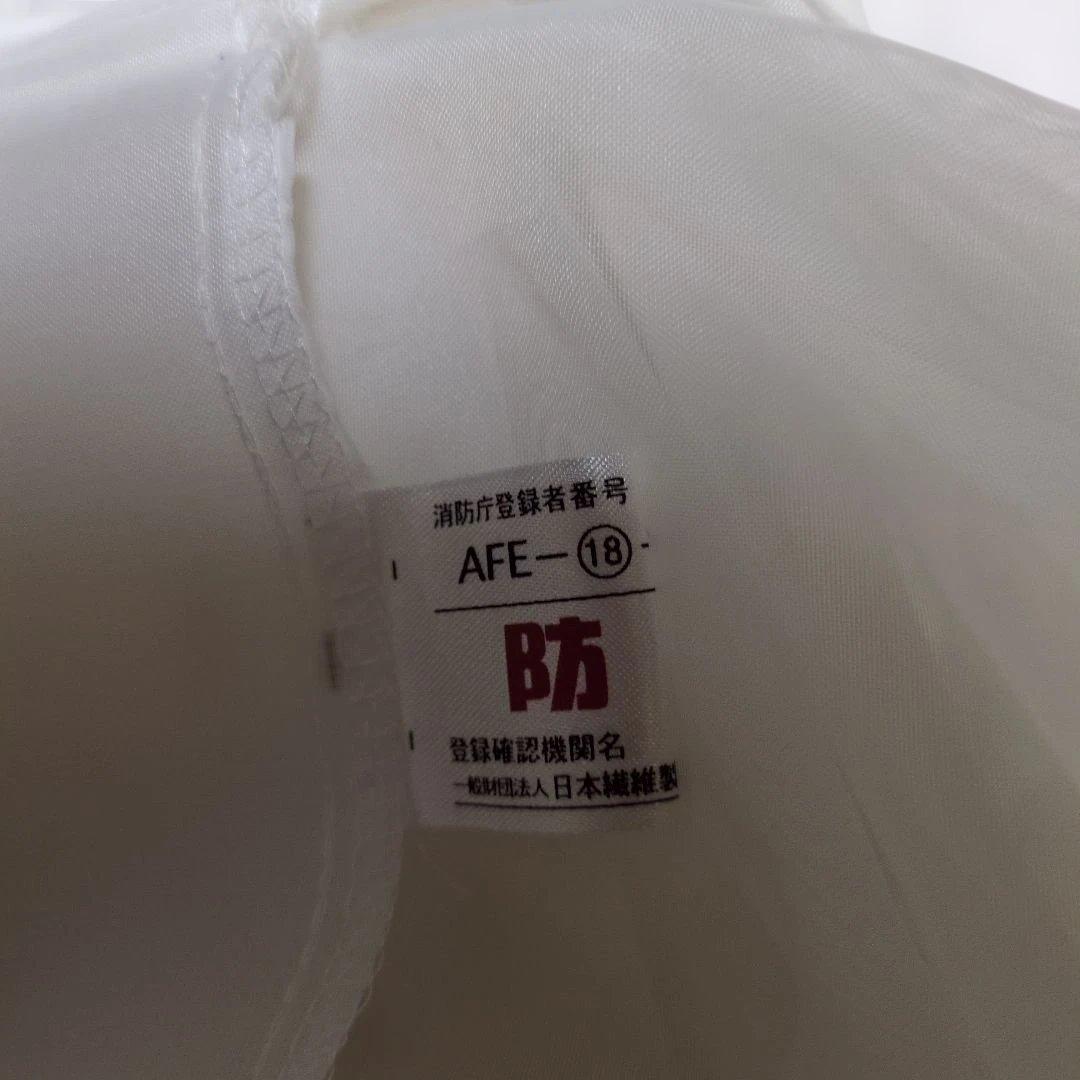 消防庁登録者番号
AFE－⑱-
防
登録確認機関名
一般財団法人日本繊維製